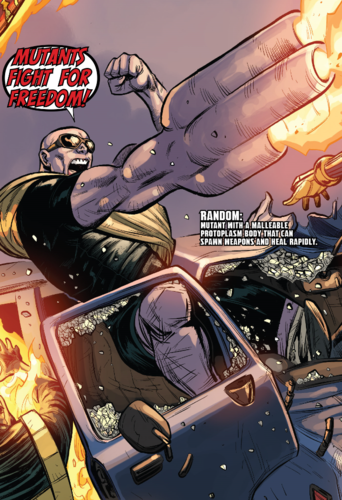 MUTANTS
FIGHT FOR
FREEDOM!
RANDOM:
MUTANT WITH A MALLEABLE
PROTOPLASM BODY THAT CAN
SPAWN WEAPONS AND HEAL RAPIDLY.